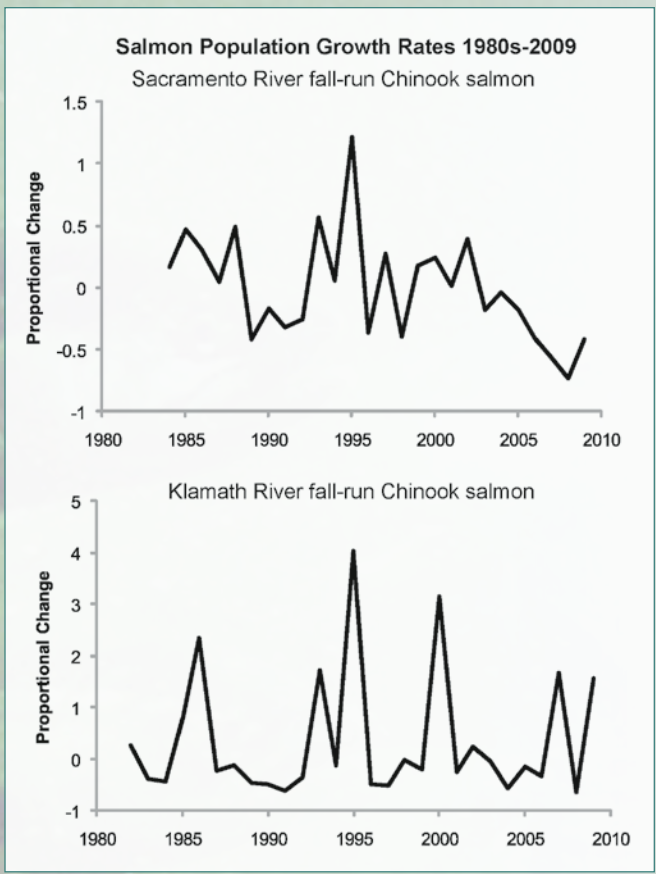 Salmon Population Growth Rates 1980s-2009
Sacramento River fall-run Chinook salmon
1.5
1
0.5
0
-0.5
-1
Proportional Change
1980 1985 1990 1995 2000 2005 2010
Klamath River fall-run Chinook salmon
5
4
3
2
1
0
-1
Proportional Change
1980 1985 1990 1995 2000 2005 2010